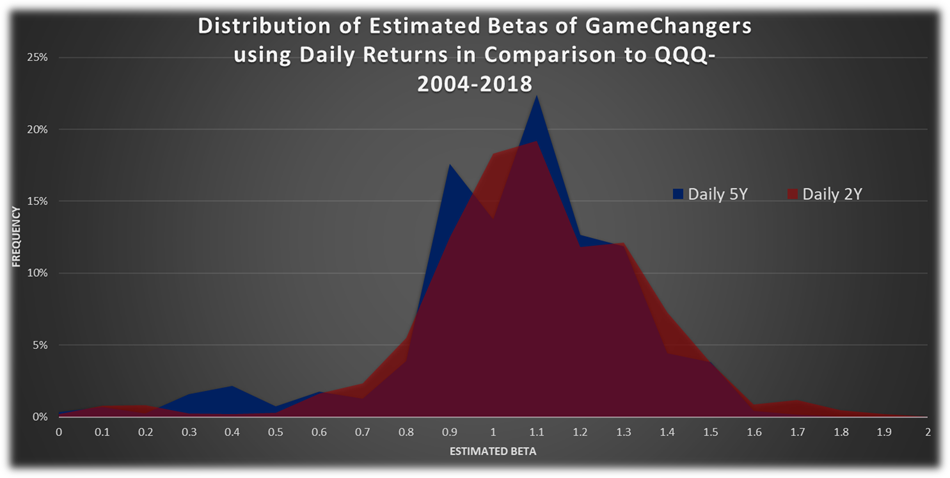 Distribution of Estimated Betas of GameChangers
using Daily Returns in Comparison to QQQ-
2004-2018
25%
20%
15%
10%
5%
0%
FREQUENCY
Daily 5Y
Daily 2Y
0 0.1 0.2 0.3 0.4 0.5 0.6 0.7 0.8 0.9 1 1.1 1.2 1.3 1.4 1.5 1.6 1.7 1.8 1.9 2
ESTIMATED BETA